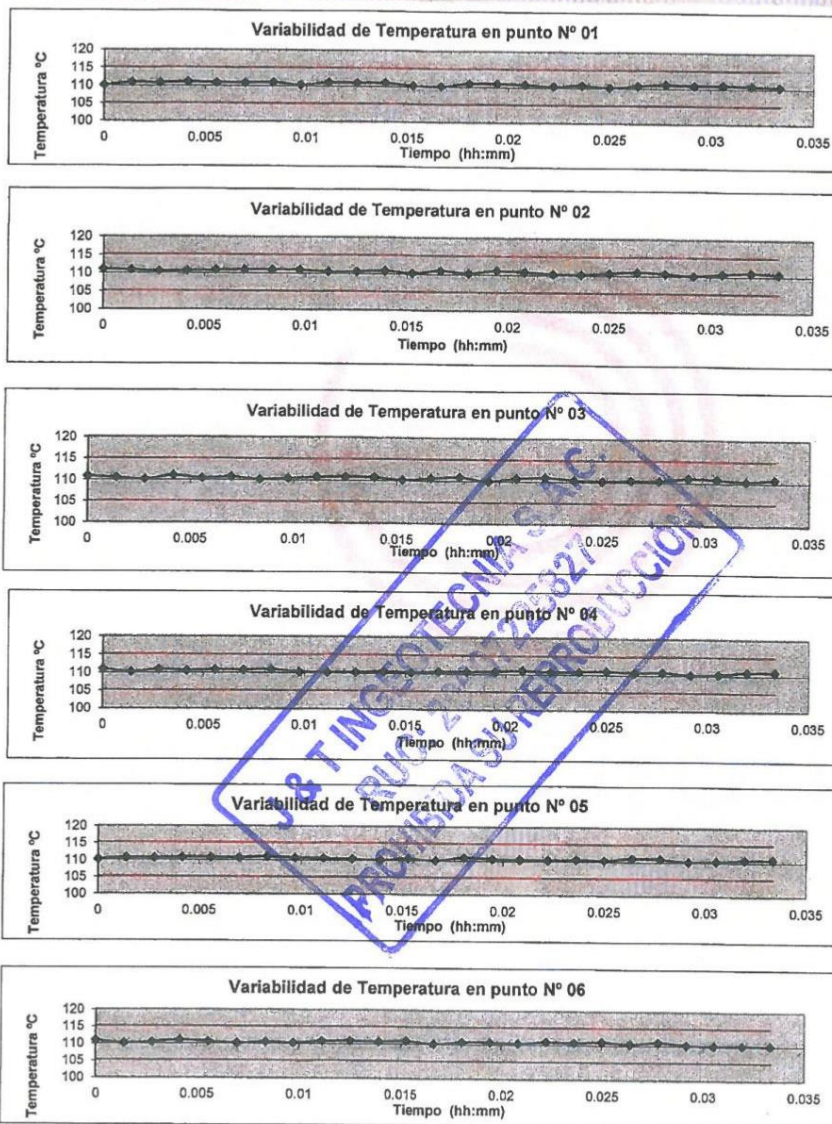 Variabilidad de Temperatura en punto Nº 01
Temperatura ºC
120
115
110
105
100
0 0.005 0.01 0.015 0.02 0.025 0.03 0.035
Tiempo (hh:mm)
Variabilidad de Temperatura en punto Nº 02
Temperatura ºC
120
115
110
105
100
0 0.005 0.01 0.015 0.02 0.025 0.03 0.035
Tiempo (hh:mm)
Variabilidad de Temperatura en punto Nº 03
Temperatura ºC
120
115
110
105
100
0 0.005 0.01 0.015 0.02 0.025 0.03 0.035
Tiempo (hh:mm)
Variabilidad de Temperatura en punto Nº 04
Temperatura ºC
120
115
110
105
100
0 0.005 0.01 0.015 0.02 0.025 0.03 0.035
Tiempo (hh:mm)
J & T INGEOTECNIA S.A.C.
RUC:
PROHIBIDA SU REPRODUCCIÓN
Variabilidad de Temperatura en punto Nº 05
Temperatura ºC
120
115
110
105
100
0 0.005 0.01 0.015 0.02 0.025 0.03 0.035
Tiempo (hh:mm)
Variabilidad de Temperatura en punto Nº 06
Temperatura ºC
120
115
110
105
100
0 0.005 0.01 0.015 0.02 0.025 0.03 0.035
Tiempo (hh:mm)